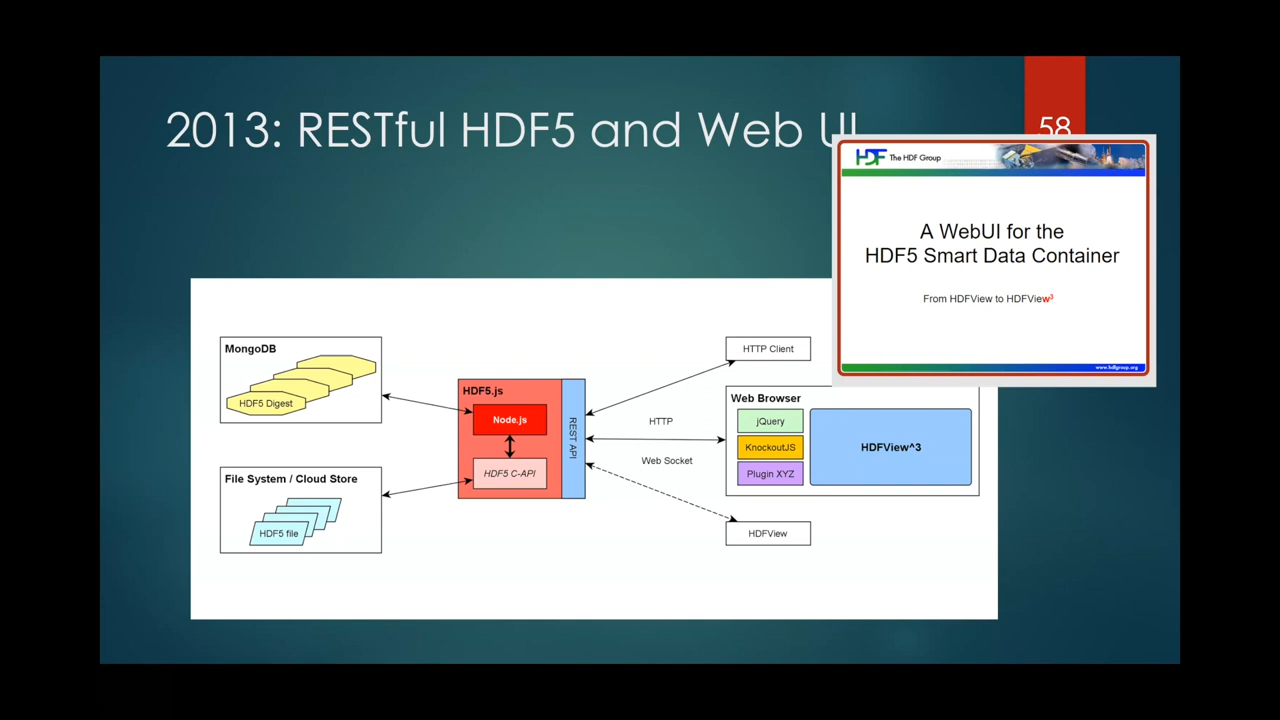 2013: RESTful HDF5 and Web UI
58
HDF The HDF Group
A WebUI for the
HDF5 Smart Data Container
From HDFView to HDFView³
www.hdfgroup.org
MongoDB
HDF5 Digest
File System / Cloud Store
HDF5 file
HDF5.js
Node.js
HDF5 C-API
REST API
HTTP
Web Socket
HTTP Client
Web Browser
jQuery
KnockoutJS
Plugin XYZ
HDFView^3
HDFView